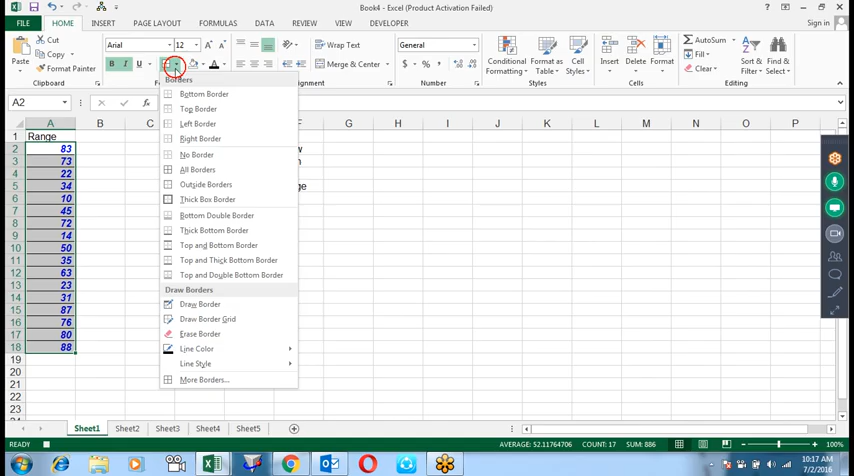 Book4 - Excel (Product Activation Failed)
FILE HOME INSERT PAGE LAYOUT FORMULAS DATA REVIEW VIEW DEVELOPER Sign in
Cut
Copy
Format Painter
Paste
Clipboard
Arial 12
B I U A
General
Wrap Text
Merge & Center
$ % ,
Number
Conditional Formatting
Format as Table
Cell Styles
Styles
Insert Delete Format
Cells
AutoSum
Fill
Clear
Sort & Filter
Find & Select
Editing
A2 fx
A B C F G H I J K L M N O P
1 Range
2 83
3 73
4 22
5 34
6 10
7 45
8 72
9 14
10 50
11 35
12 63
13 23
14 31
15 87
16 76
17 80
18 88
19
20
21
22
23
Borders
Bottom Border
Top Border
Left Border
Right Border
No Border
All Borders
Outside Borders
Thick Box Border
Bottom Double Border
Thick Bottom Border
Top and Bottom Border
Top and Thick Bottom Border
Top and Double Bottom Border
Draw Borders
Draw Border
Draw Border Grid
Erase Border
Line Color
Line Style
More Borders...
Sheet1 Sheet2 Sheet3 Sheet4 Sheet5
READY AVERAGE: 52.11764706 COUNT: 17 SUM: 886 100%
10:17 AM
7/2/2016